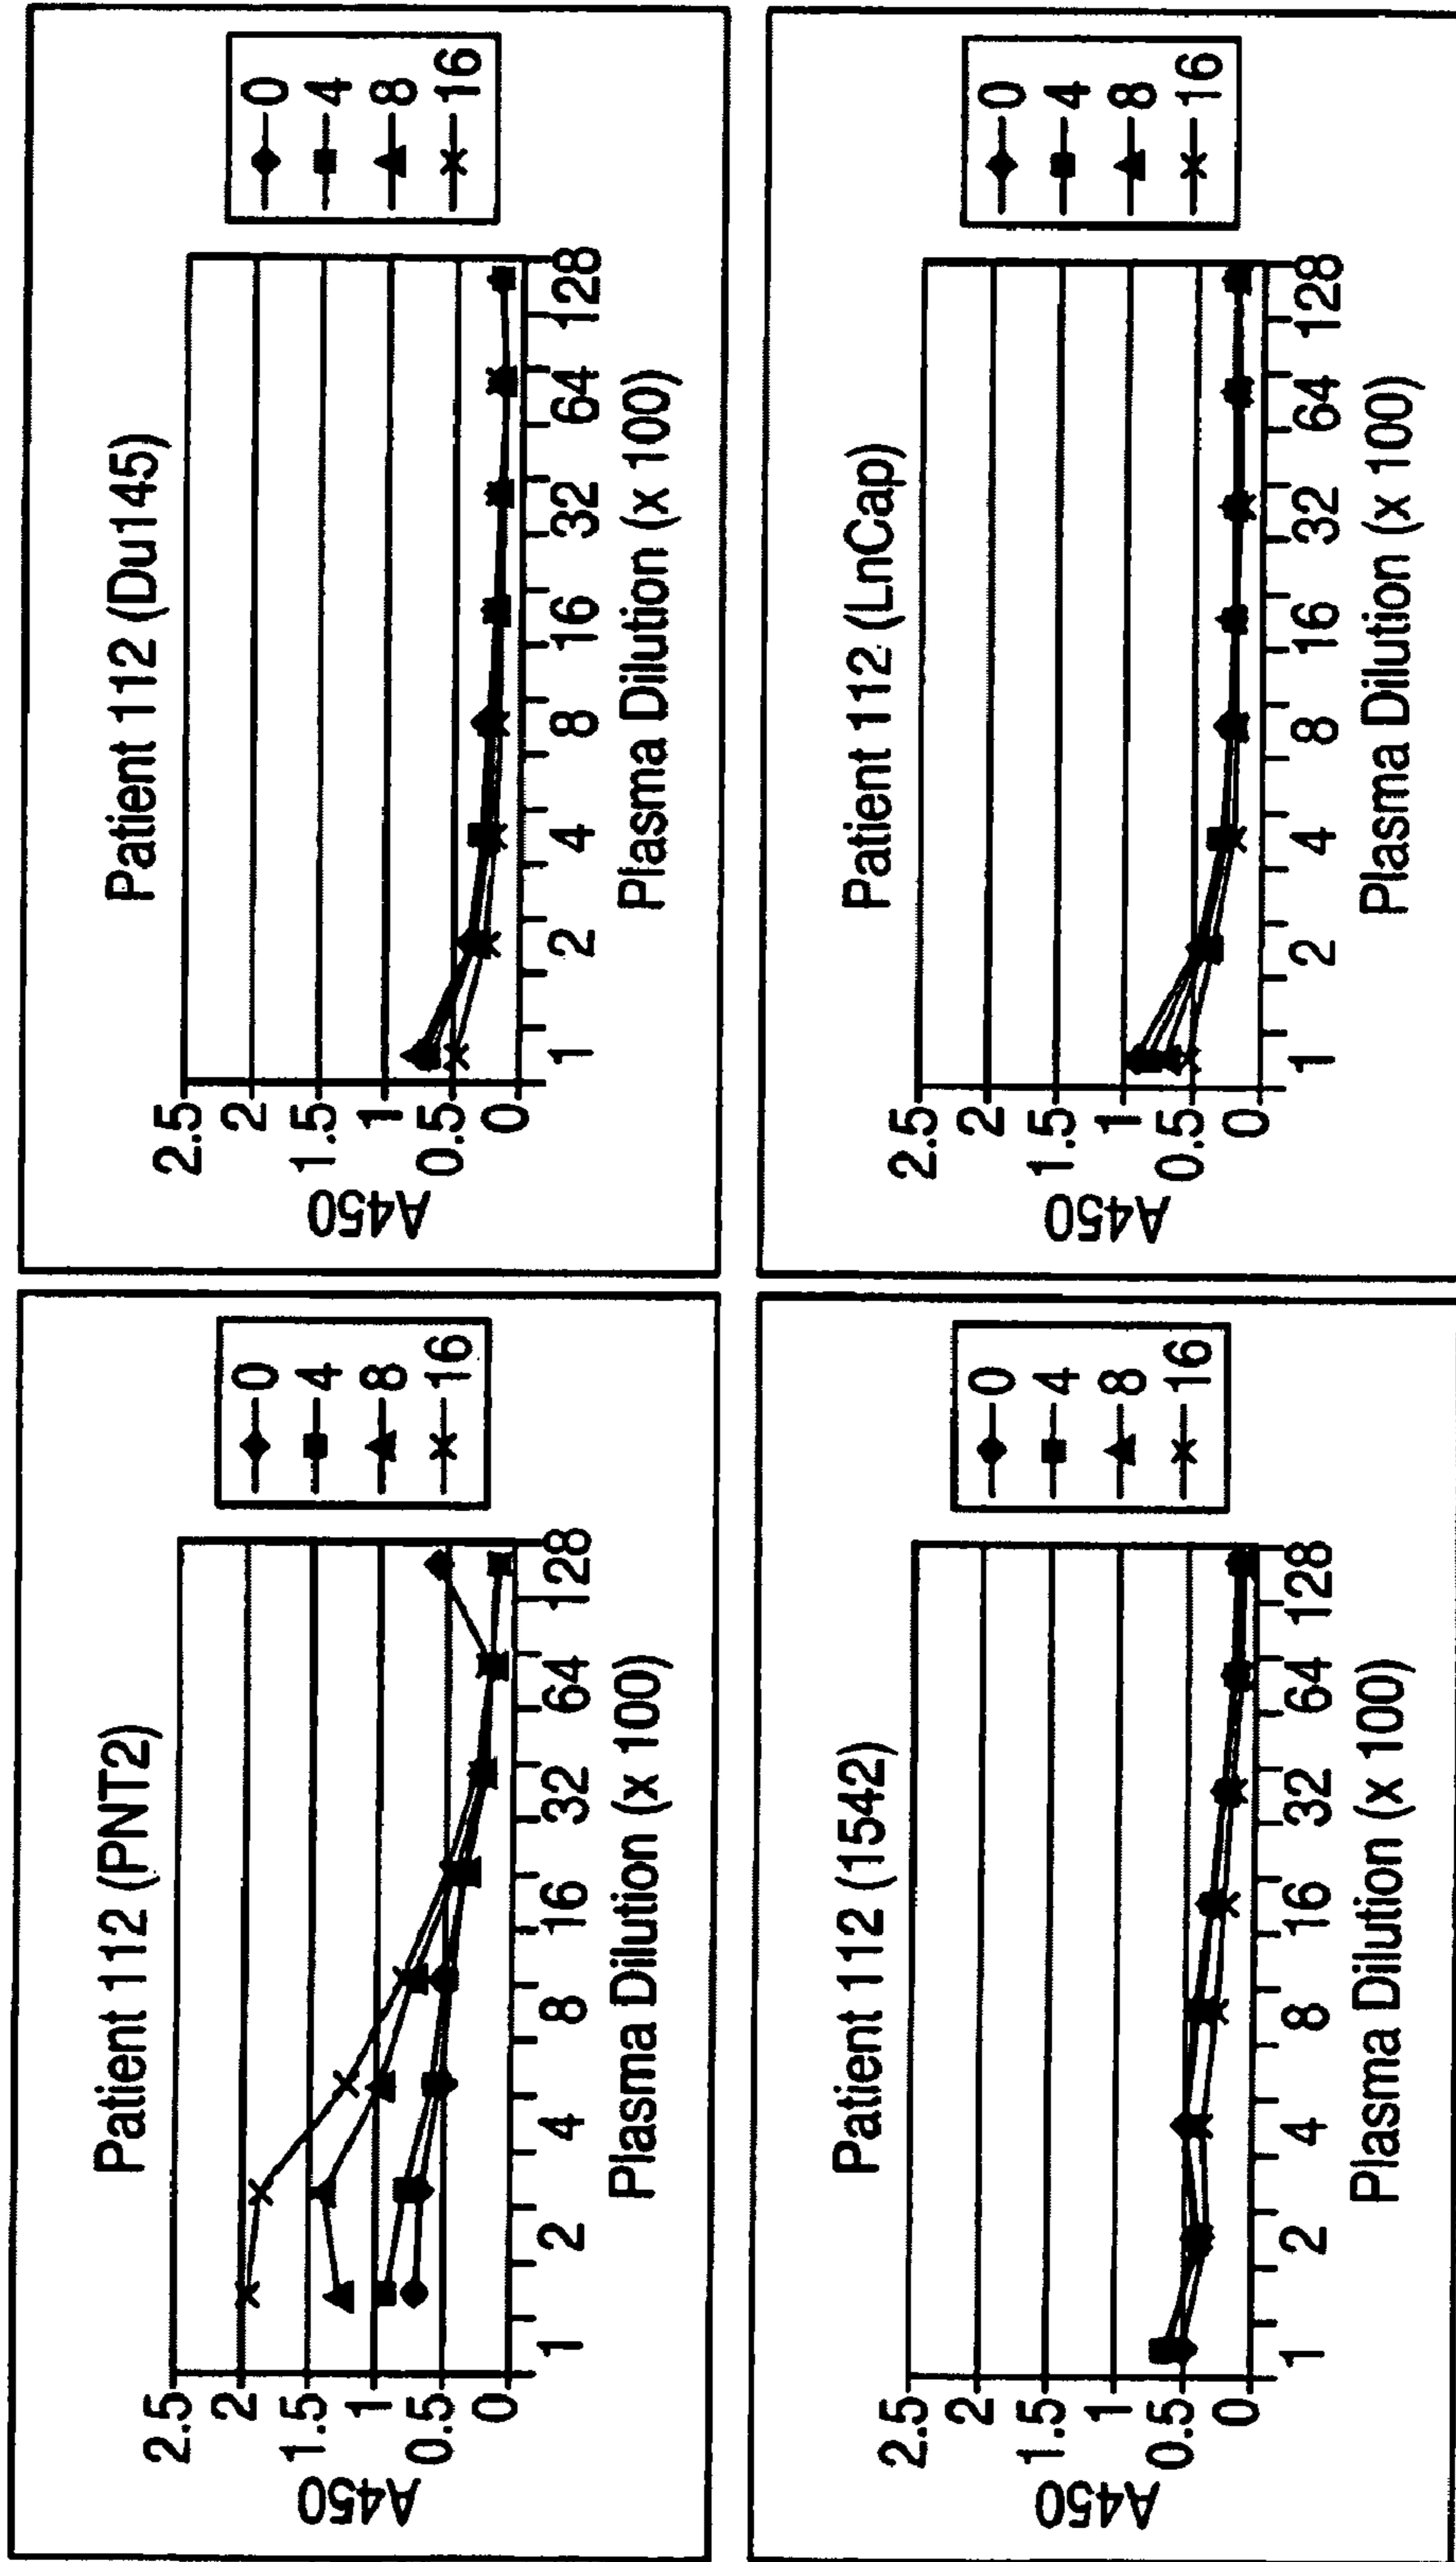 Patient 112 (PNT2)
A450
2.5
2
1.5
1
0.5
0
1 2 4 8 16 32 64 128
Plasma Dilution (x 100)
0
4
8
16
Patient 112 (Du145)
A450
2.5
2
1.5
1
0.5
0
1 2 4 8 16 32 64 128
Plasma Dilution (x 100)
0
4
8
16
Patient 112 (1542)
A450
2.5
2
1.5
1
0.5
0
1 2 4 8 16 32 64 128
Plasma Dilution (x 100)
0
4
8
16
Patient 112 (LnCap)
A450
2.5
2
1.5
1
0.5
0
1 2 4 8 16 32 64 128
Plasma Dilution (x 100)
0
4
8
16